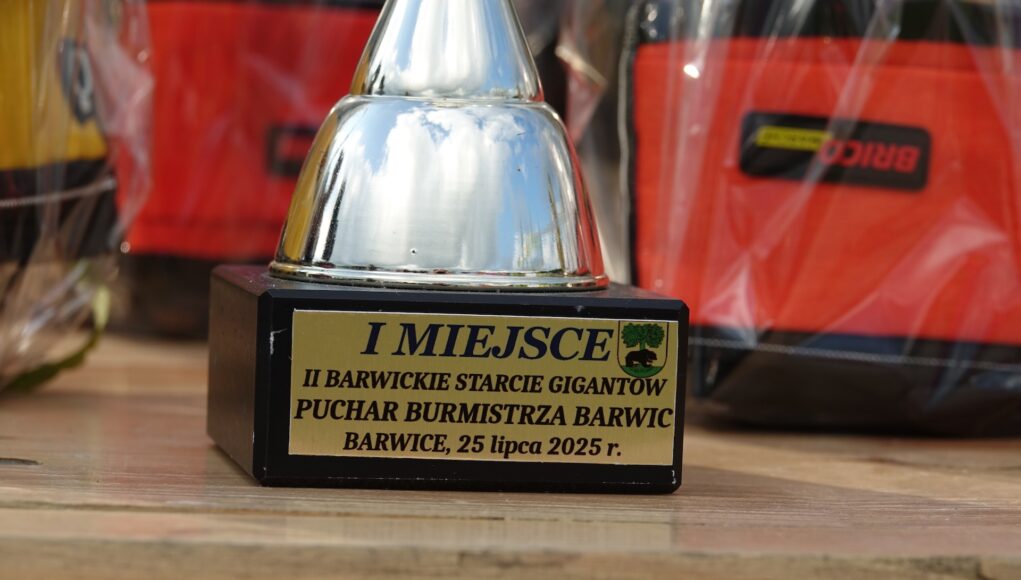 I MIEJSCE
II BARWICKIE STARCIE GIGANTÓW
PUCHAR BURMISTRZA BARWIC
BARWICE, 25 lipca 2025 r.
BRICO